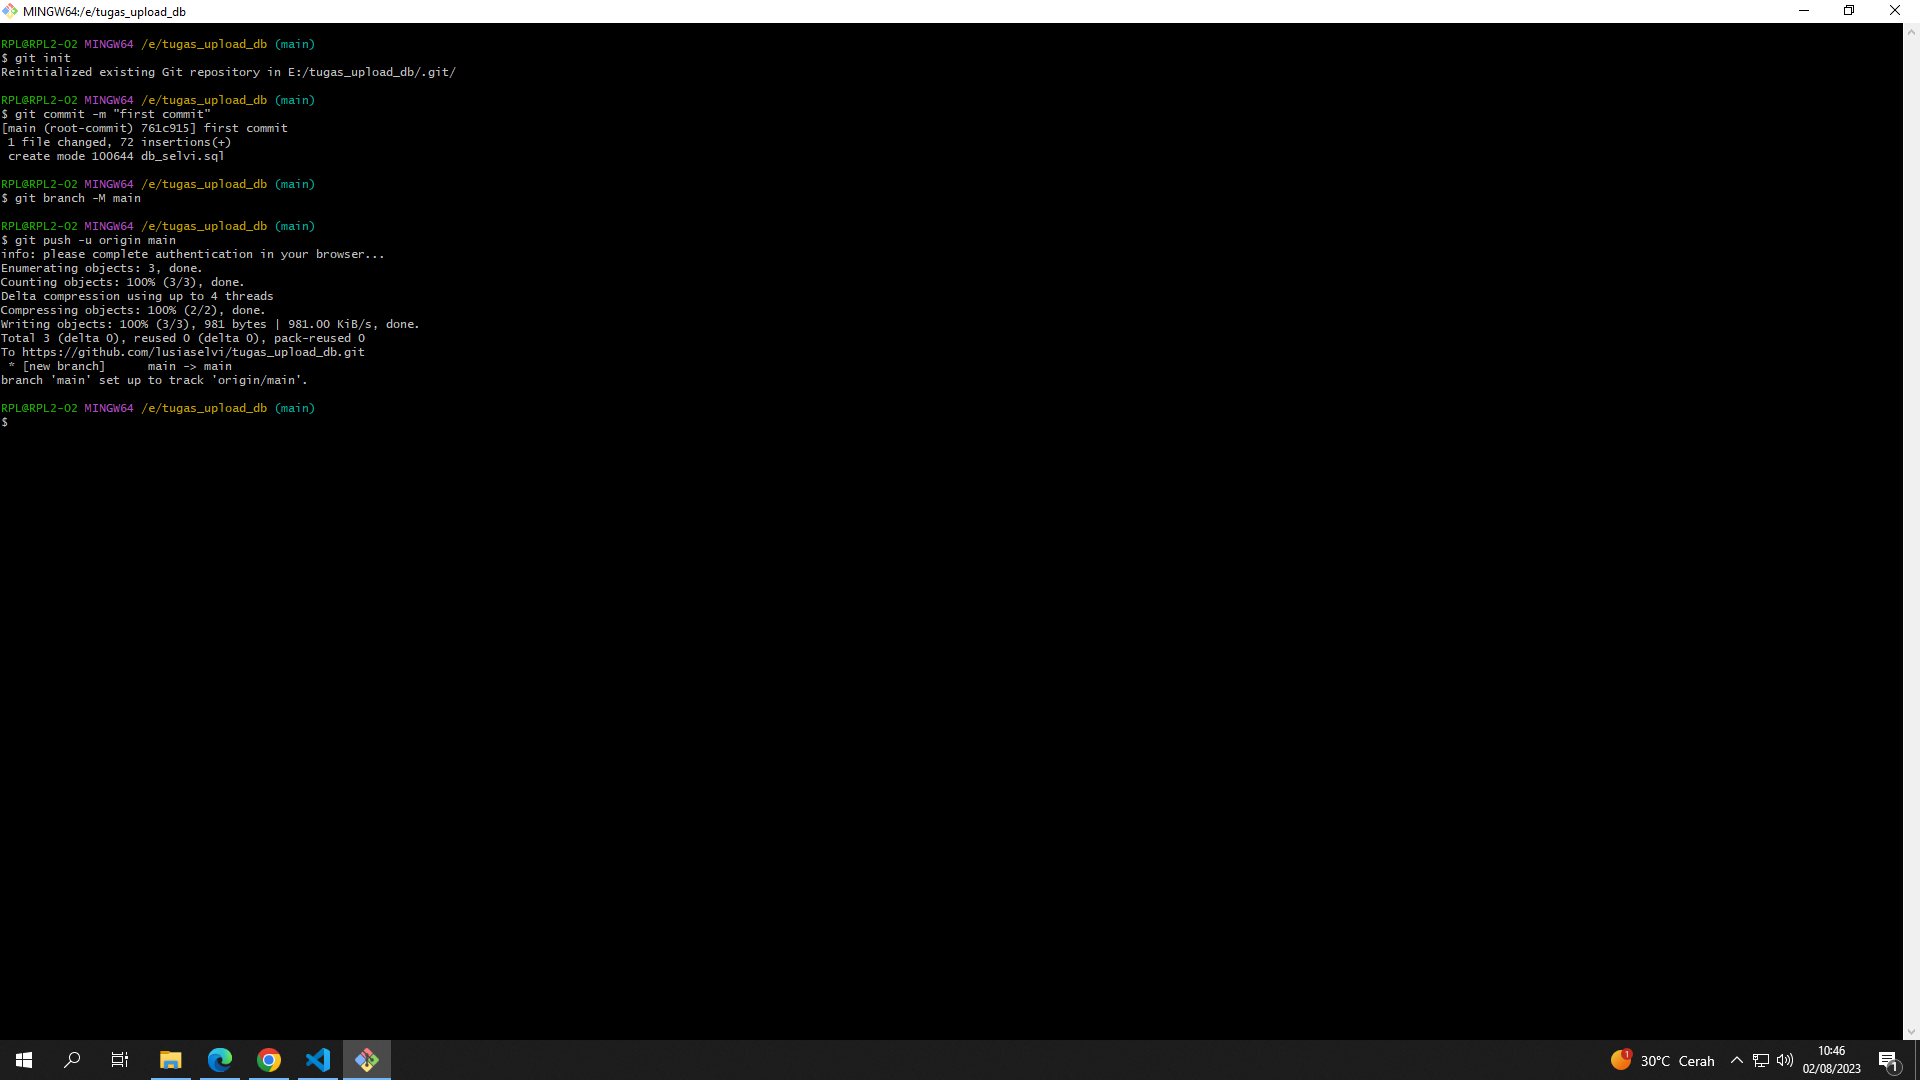 MINGW64:/e/tugas_upload_db
RPL@RPL2-02 MINGW64 /e/tugas_upload_db (main)
$ git init
Reinitialized existing Git repository in E:/tugas_upload_db/.git/
RPL@RPL2-02 MINGW64 /e/tugas_upload_db (main)
$ git commit -m "first commit"
[main (root-commit) 761c915] first commit
1 file changed, 72 insertions(+)
create mode 100644 db_selvi.sql
RPL@RPL2-02 MINGW64 /e/tugas_upload_db (main)
$ git branch -M main
RPL@RPL2-02 MINGW64 /e/tugas_upload_db (main)
$ git push -u origin main
info: please complete authentication in your browser...
Enumerating objects: 3, done.
Counting objects: 100% (3/3), done.
Delta compression using up to 4 threads
Compressing objects: 100% (2/2), done.
Writing objects: 100% (3/3), 981 bytes | 981.00 KiB/s, done.
Total 3 (delta 0), reused 0 (delta 0), pack-reused 0
To https://github.com/lusiaselvi/tugas_upload_db.git
* [new branch]      main -> main
branch 'main' set up to track 'origin/main'.
RPL@RPL2-02 MINGW64 /e/tugas_upload_db (main)
$
1
30°C Cerah
10:46
02/08/2023
1